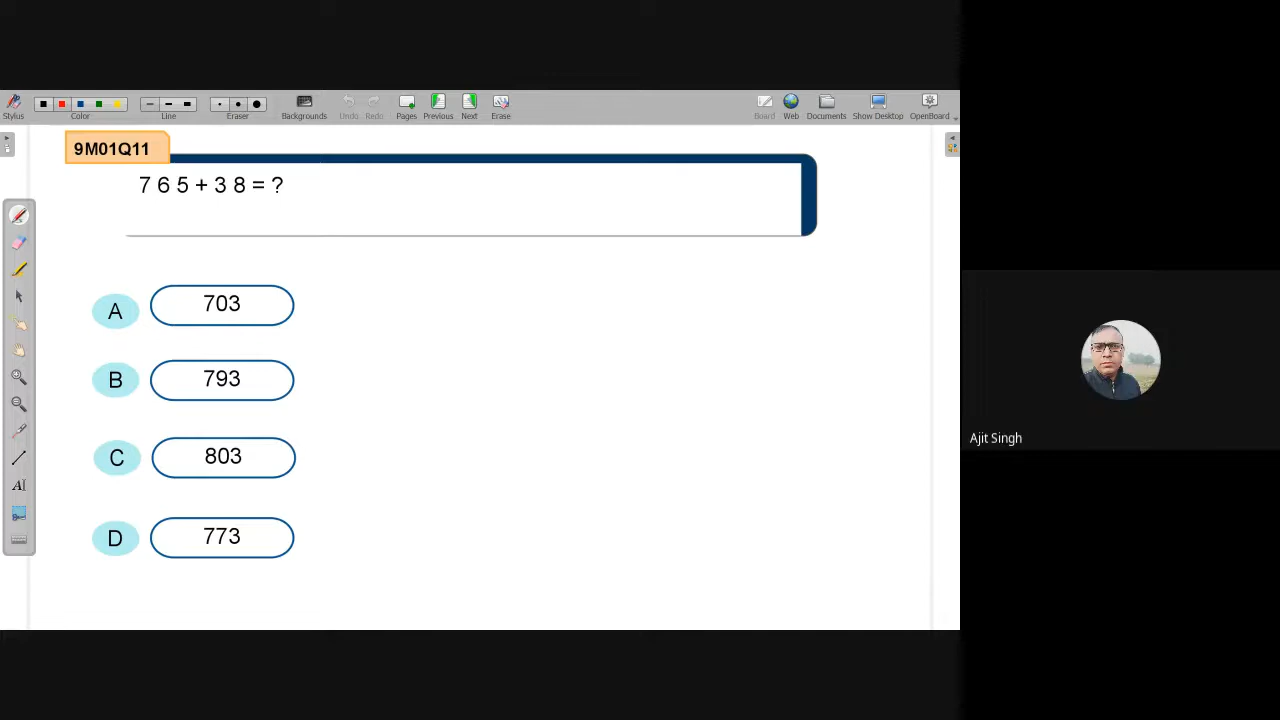 Stylus
Color
Line
Eraser
Backgrounds
Undo
Redo
Pages
Previous
Next
Erase
Board
Web
Documents
Show Desktop
OpenBoard
9M01Q11
7 6 5 + 3 8 = ?
A 703
B 793
C 803
D 773
Ajit Singh